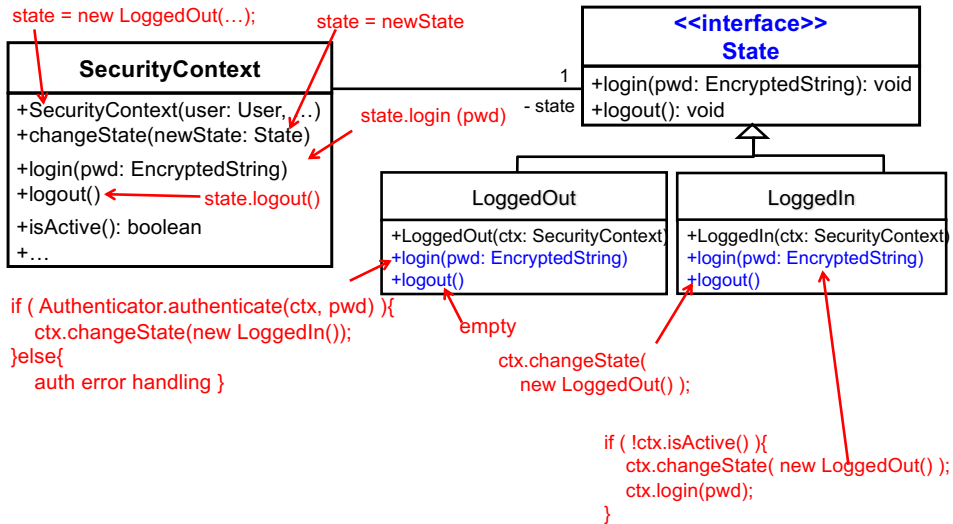 state = new LoggedOut(…);
state = newState
<<interface>>
State
SecurityContext
+login(pwd: EncryptedString): void
+logout(): void
1
- state
+SecurityContext(user: User, …)
+changeState(newState: State)
+login(pwd: EncryptedString)
+logout()
+isActive(): boolean
+…
state.login (pwd)
state.logout()
LoggedOut
+LoggedOut(ctx: SecurityContext)
+login(pwd: EncryptedString)
+logout()
LoggedIn
+LoggedIn(ctx: SecurityContext)
+login(pwd: EncryptedString)
+logout()
if ( Authenticator.authenticate(ctx, pwd) ){
ctx.changeState(new LoggedIn());
}else{
auth error handling }
empty
ctx.changeState(
new LoggedOut() );
if ( !ctx.isActive() ){
ctx.changeState( new LoggedOut() );
ctx.login(pwd);
}